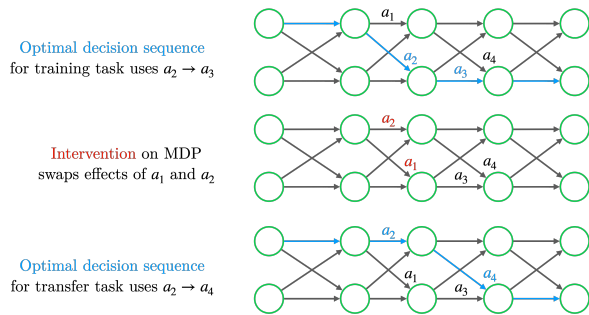 a₁
Optimal decision sequence
a₂
for training task uses a₂ → a₃
a₃
a₄
a₂
Intervention on MDP
a₁
a₄
swaps effects of a₁ and a₂
a₃
a₂
Optimal decision sequence
a₁
a₄
for transfer task uses a₂ → a₄
a₃